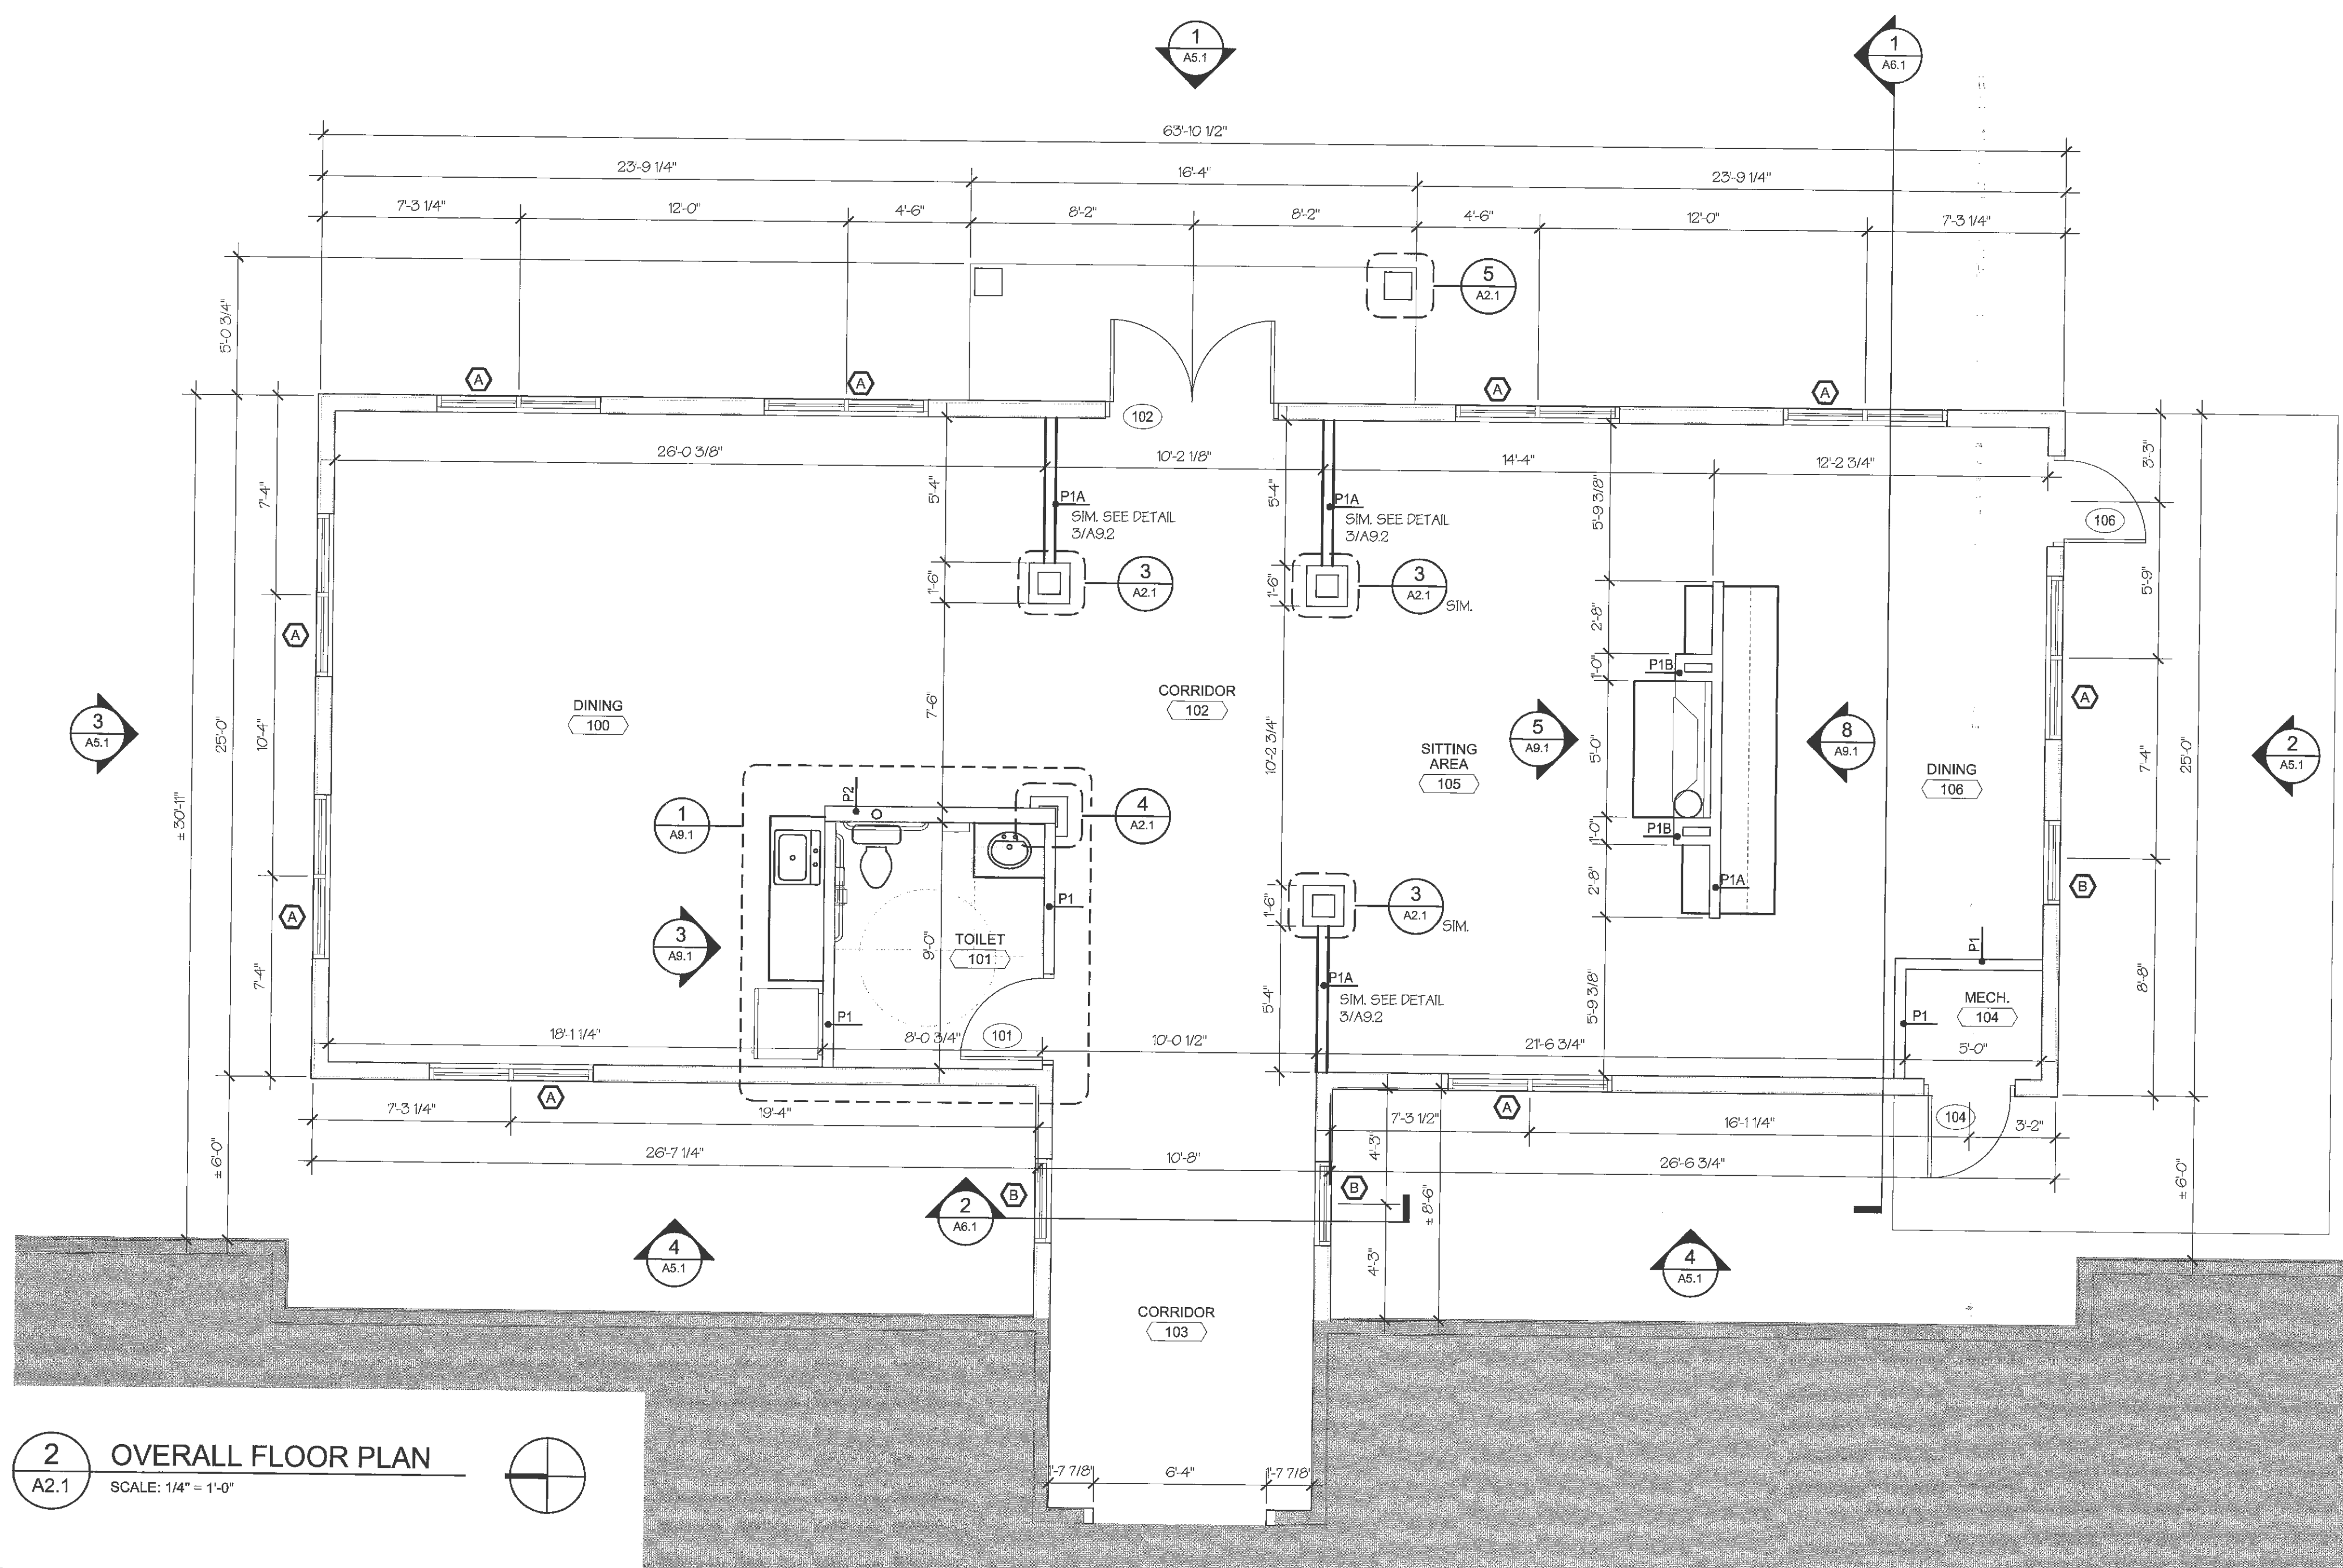 1
A5.1
1
A6.1
63'-10 1/2"
23'-9 1/4"
16'-4"
23'-9 1/4"
7'-3 1/4"
12'-0"
4'-6"
8'-2"
8'-2"
4'-6"
12'-0"
7'-3 1/4"
5
A2.1
5'-0 3/4"
A
A
A
A
102
26'-0 3/8"
10'-2 1/8"
14'-4"
12'-2 3/4"
3'-3"
7'-4"
5'-4"
P1A
SIM. SEE DETAIL
3/A9.2
5'-4"
P1A
SIM. SEE DETAIL
3/A9.2
5'-9 3/8"
106
3
A2.1
1'-6"
3
A2.1
SIM.
1'-6"
5'-9"
2'-8"
A
P1B
1'-0"
A
DINING
100
CORRIDOR
102
7'-6"
3
A5.1
25'-0"
10'-4"
10'-2 3/4"
SITTING
AREA
105
5
A9.1
5'-0"
8
A9.1
DINING
106
7'-4"
25'-0"
2
A5.1
± 30'-11"
P2
1
A9.1
4
A2.1
P1B
1'-0"
2'-8"
P1A
B
A
P1
3
A2.1
SIM.
1'-6"
3
A9.1
9'-0"
TOILET
101
P1
7'-4"
P1A
SIM. SEE DETAIL
3/A9.2
5'-4"
5'-9 3/8"
MECH.
104
P1
8'-8"
P1
18'-1 1/4"
8'-0 3/4"
101
10'-0 1/2"
21'-6 3/4"
5'-0"
A
A
7'-3 1/4"
19'-4"
7'-3 1/2"
4'-3"
16'-1 1/4"
104
3'-2"
± 6'-0"
26'-7 1/4"
10'-8"
26'-6 3/4"
± 6'-0"
2
A6.1
B
B
± 8'-6"
4
A5.1
4'-3"
4
A5.1
CORRIDOR
103
1'-7 7/8"
6'-4"
1'-7 7/8"
2
A2.1
OVERALL FLOOR PLAN
SCALE: 1/4" = 1'-0"